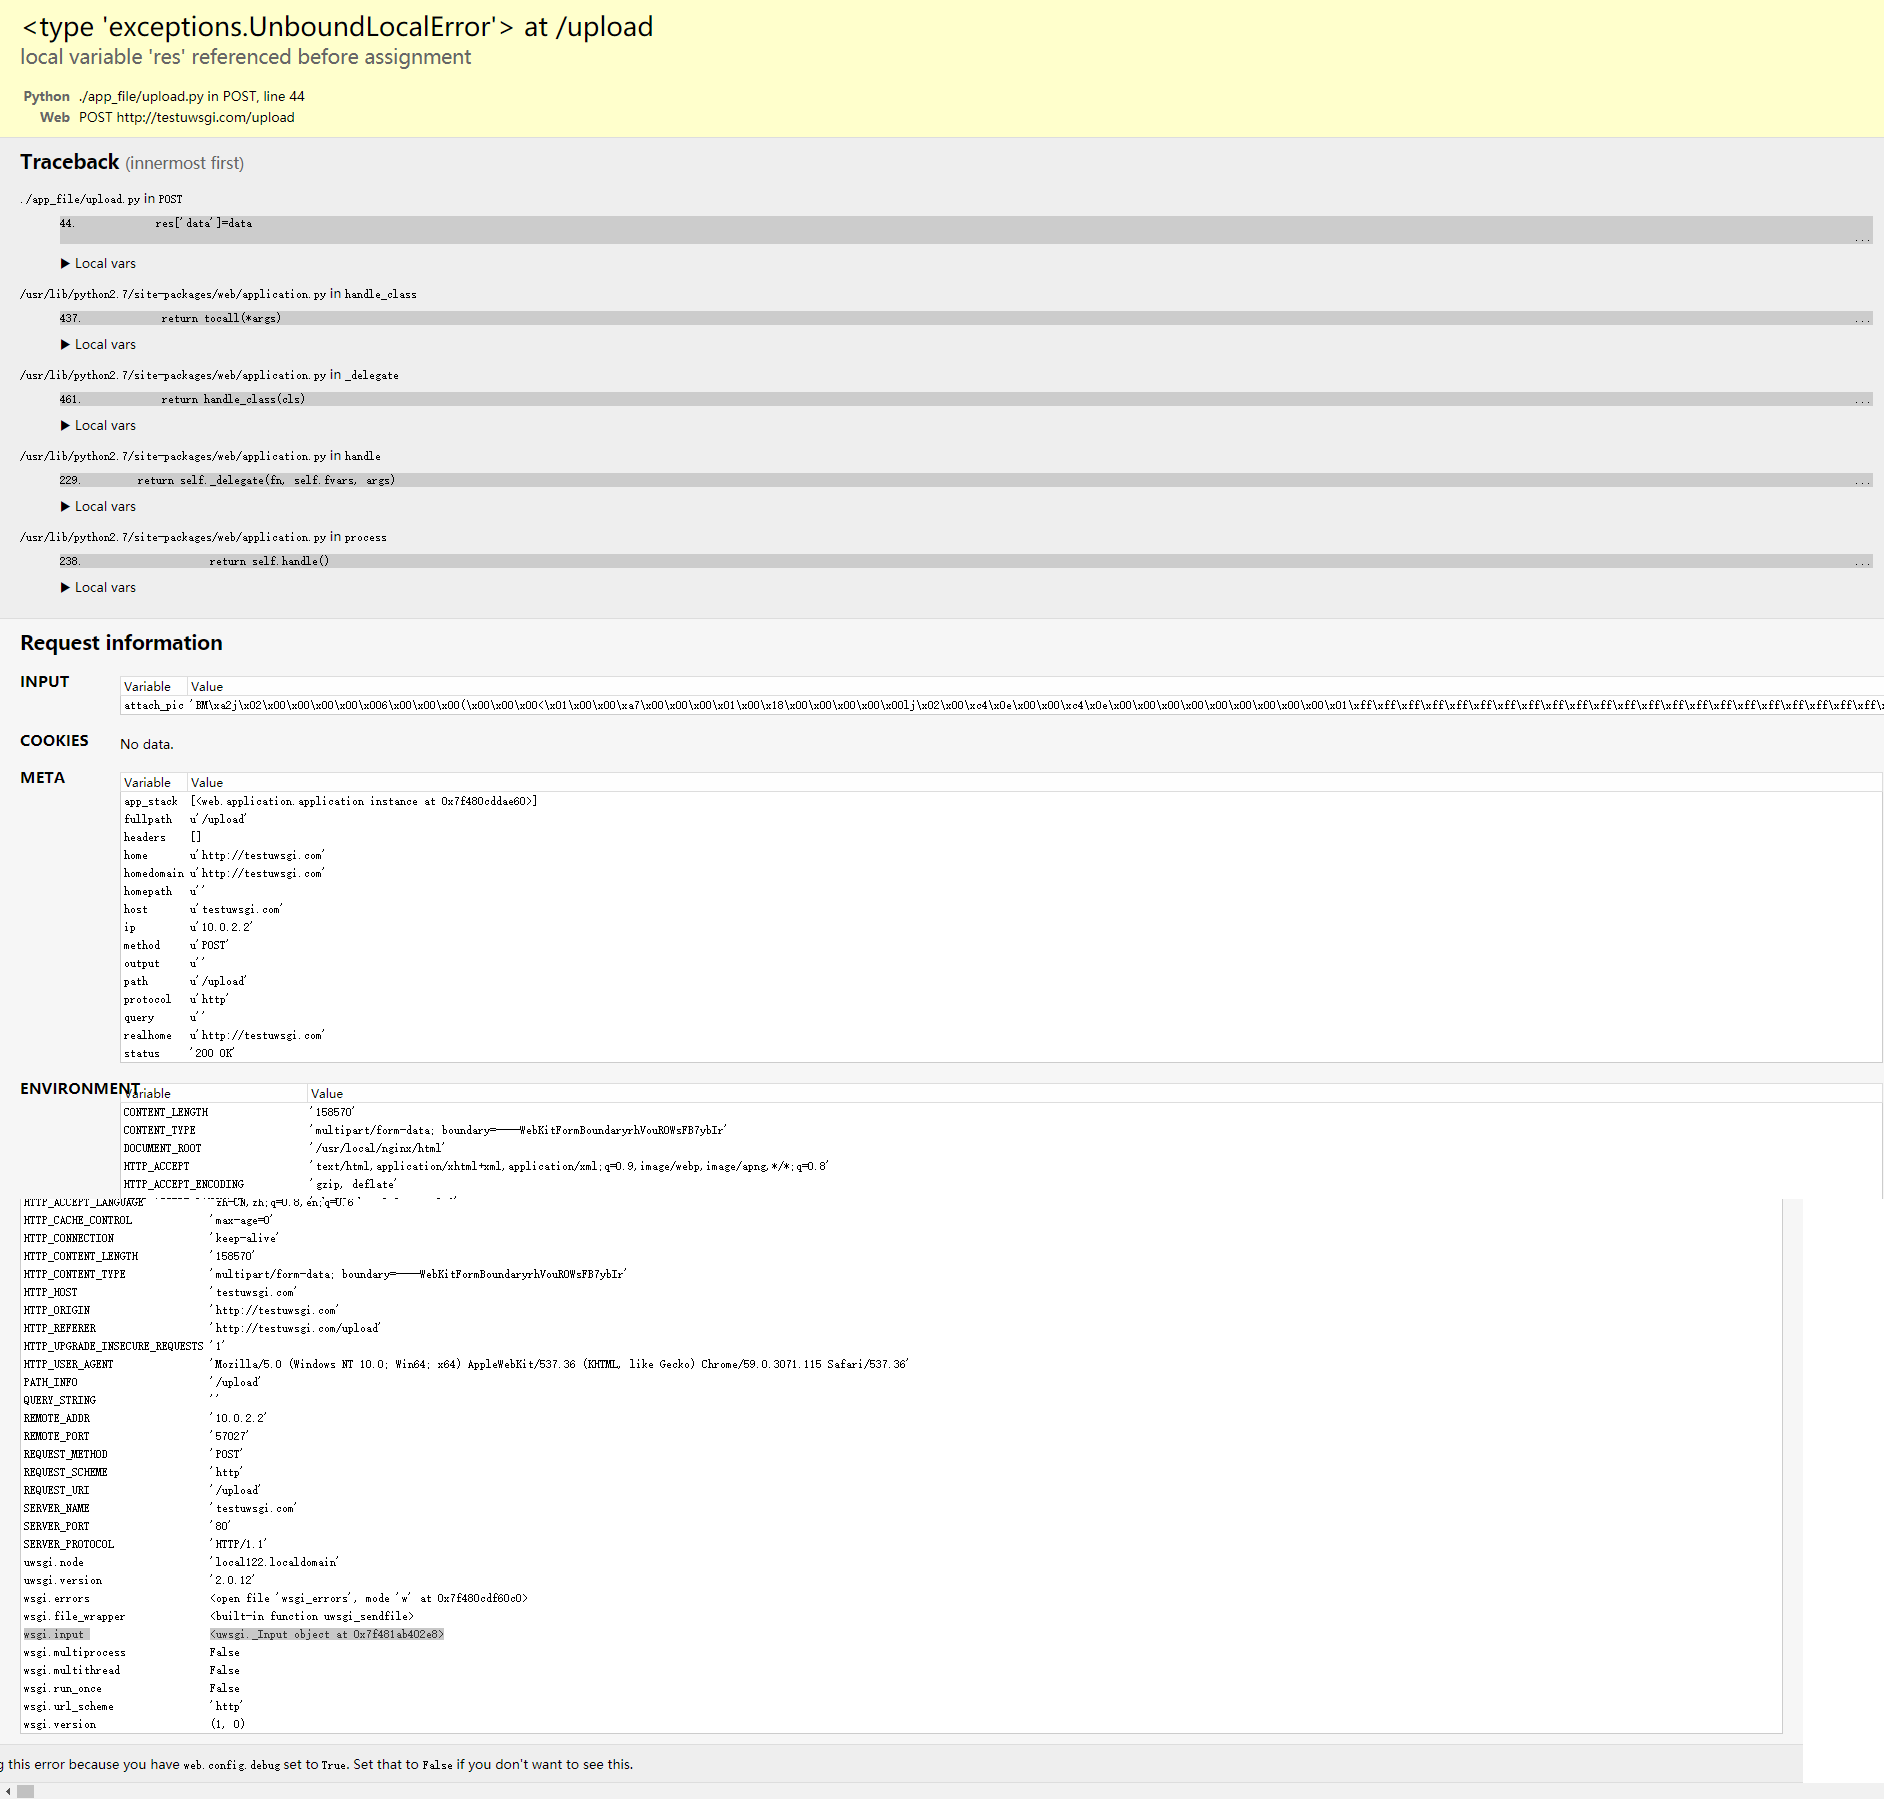 <type 'exceptions.UnboundLocalError'> at /upload
local variable 'res' referenced before assignment
Python ./app_file/upload.py in POST, line 44
Web POST http://testuwsgi.com/upload
Traceback (innermost first)
./app_file/upload.py in POST
44. res['data']=data
...
▶ Local vars
/usr/lib/python2.7/site-packages/web/application.py in handle_class
437. return tocall(*args) ...
▶ Local vars
/usr/lib/python2.7/site-packages/web/application.py in _delegate
461. return handle_class(cls) ...
▶ Local vars
/usr/lib/python2.7/site-packages/web/application.py in handle
229. return self._delegate(fn, self.fvars, args) ...
▶ Local vars
/usr/lib/python2.7/site-packages/web/application.py in process
238. return self.handle() ...
▶ Local vars
Request information
INPUT
Variable Value
attach_pic 'BM\xa2j\x02\x00\x00\x00\x00\x006\x00\x00\x00(\x00\x00\x00<\x01\x00\x00\xa7\x00\x00\x00\x01\x00\x18\x00\x00\x00\x00\x00lj\x02\x00\xc4\x0e\x00\x00\xc4\x0e\x00\x00\x00\x00\x00\x00\x00\x00\x00\x01\xff\xff\xff\xff\xff\xff\xff\xff\xff\xff\xff\xff\xff\xff\xff\xff\xff\xff\xff\xff\xff\xff\x
COOKIES
No data.
META
Variable Value
app_stack [<web.application.application instance at 0x7f480cddae60>]
fullpath u'/upload'
headers []
home u'http://testuwsgi.com'
homedomain u'http://testuwsgi.com'
homepath u''
host u'testuwsgi.com'
ip u'10.0.2.2'
method u'POST'
output u''
path u'/upload'
protocol u'http'
query u''
realhome u'http://testuwsgi.com'
status '200 OK'
ENVIRONMENT
Variable Value
CONTENT_LENGTH '158570'
CONTENT_TYPE 'multipart/form-data; boundary=----WebKitFormBoundaryrhVouROWsFB7ybIr'
DOCUMENT_ROOT '/usr/local/nginx/html'
HTTP_ACCEPT 'text/html,application/xhtml+xml,application/xml;q=0.9,image/webp,image/apng,*/*;q=0.8'
HTTP_ACCEPT_ENCODING 'gzip, deflate'
HTTP_ACCEPT_LANGUAGE 'zh-CN,zh;q=0.8,en;q=0.6'
HTTP_CACHE_CONTROL 'max-age=0'
HTTP_CONNECTION 'keep-alive'
HTTP_CONTENT_LENGTH '158570'
HTTP_CONTENT_TYPE 'multipart/form-data; boundary=----WebKitFormBoundaryrhVouROWsFB7ybIr'
HTTP_HOST 'testuwsgi.com'
HTTP_ORIGIN 'http://testuwsgi.com'
HTTP_REFERER 'http://testuwsgi.com/upload'
HTTP_UPGRADE_INSECURE_REQUESTS '1'
HTTP_USER_AGENT 'Mozilla/5.0 (Windows NT 10.0; Win64; x64) AppleWebKit/537.36 (KHTML, like Gecko) Chrome/59.0.3071.115 Safari/537.36'
PATH_INFO '/upload'
QUERY_STRING ''
REMOTE_ADDR '10.0.2.2'
REMOTE_PORT '57027'
REQUEST_METHOD 'POST'
REQUEST_SCHEME 'http'
REQUEST_URI '/upload'
SERVER_NAME 'testuwsgi.com'
SERVER_PORT '80'
SERVER_PROTOCOL 'HTTP/1.1'
uwsgi.node 'local122.localdomain'
uwsgi.version '2.0.12'
wsgi.errors <open file 'wsgi_errors', mode 'w' at 0x7f480cdf60c0>
wsgi.file_wrapper <built-in function uwsgi_sendfile>
wsgi.input <uwsgi._Input object at 0x7f481ab402e8>
wsgi.multiprocess False
wsgi.multithread False
wsgi.run_once False
wsgi.url_scheme 'http'
wsgi.version (1, 0)
g this error because you have web.config.debug set to True. Set that to False if you don't want to see this.